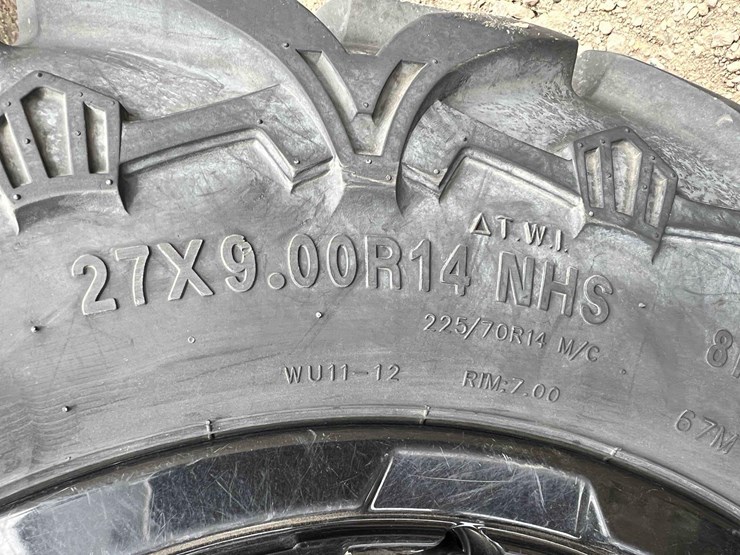 △T.W.I.
27X9.00R14 NHS
225/70R14 M/C
WU11-12
RIM:7.00
67M